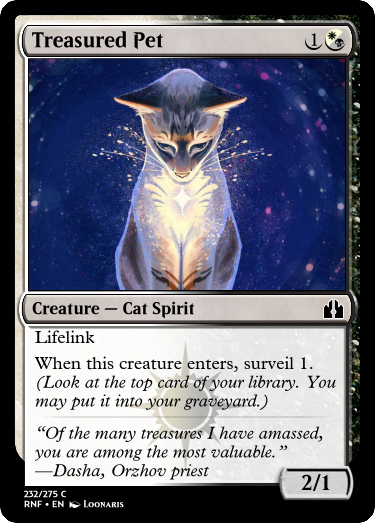 Treasured Pet 1
Creature — Cat Spirit
Lifelink
When this creature enters, surveil 1.
(Look at the top card of your library. You
may put it into your graveyard.)
“Of the many treasures I have amassed,
you are among the most valuable.”
—Dasha, Orzhov priest
2/1
232/275 C
RNF • EN Loonaris